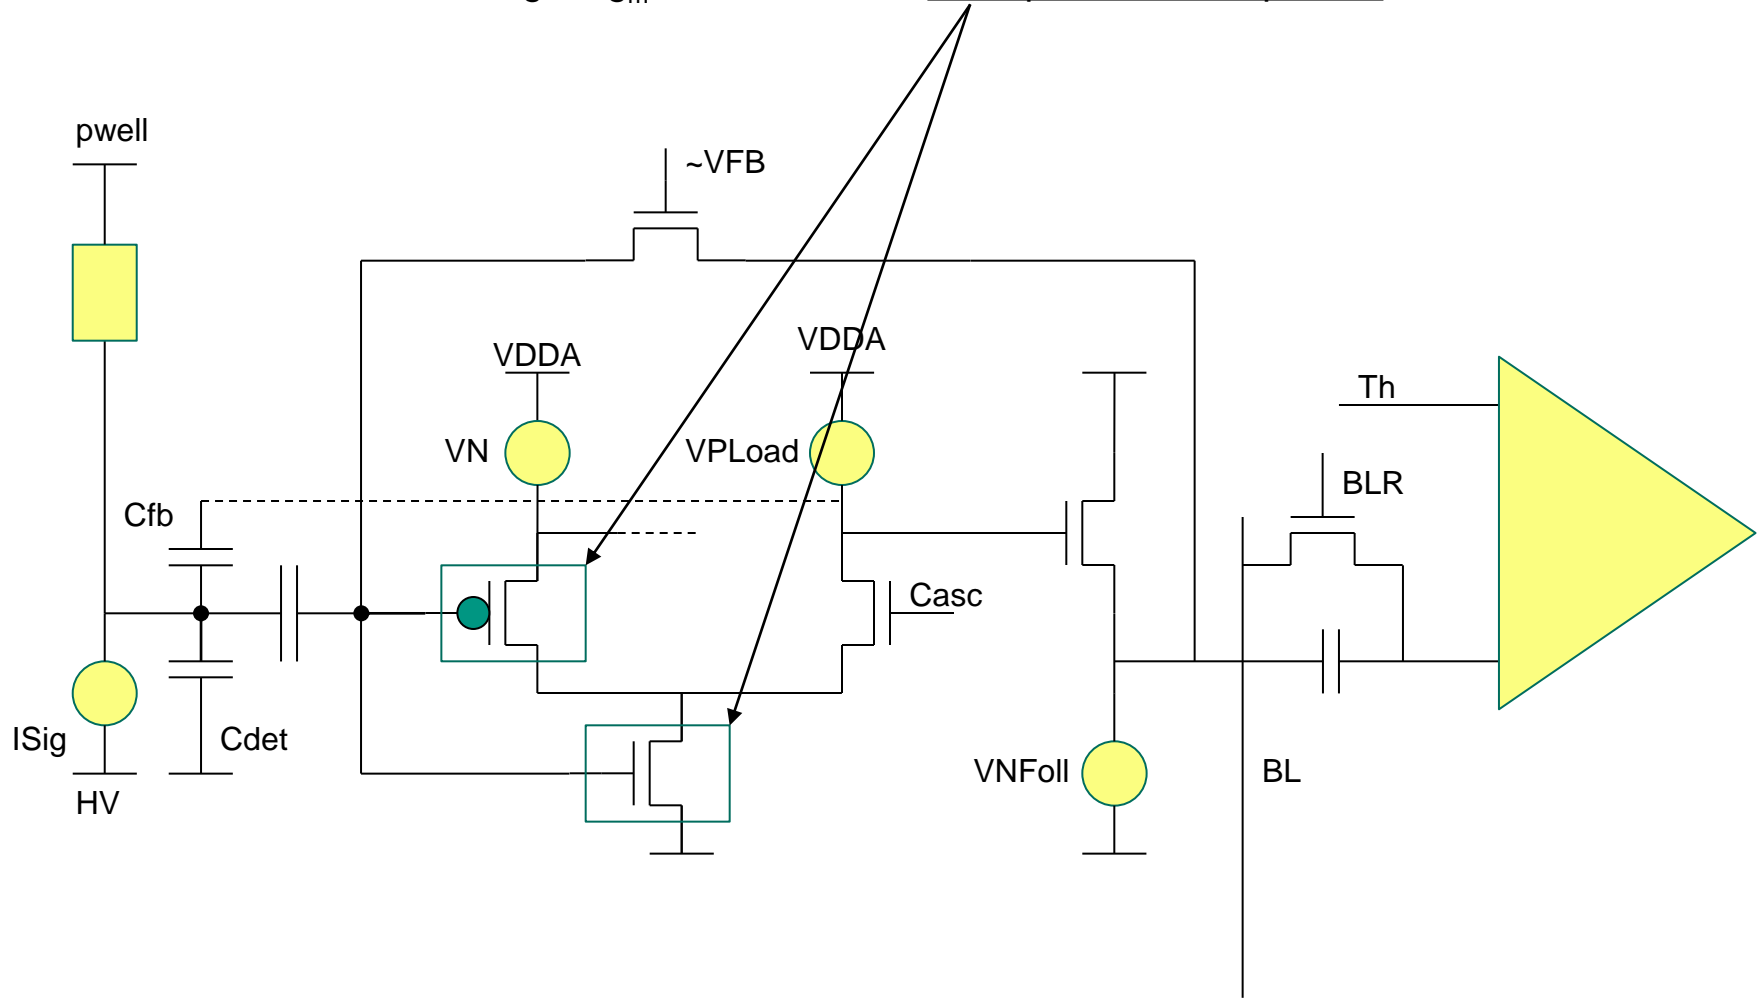 pwell
~VFB
VDDA
VDDA
VN
VPLoad
Th
BLR
Cfb
Casc
ISig
Cdet
VNFoll
BL
HV